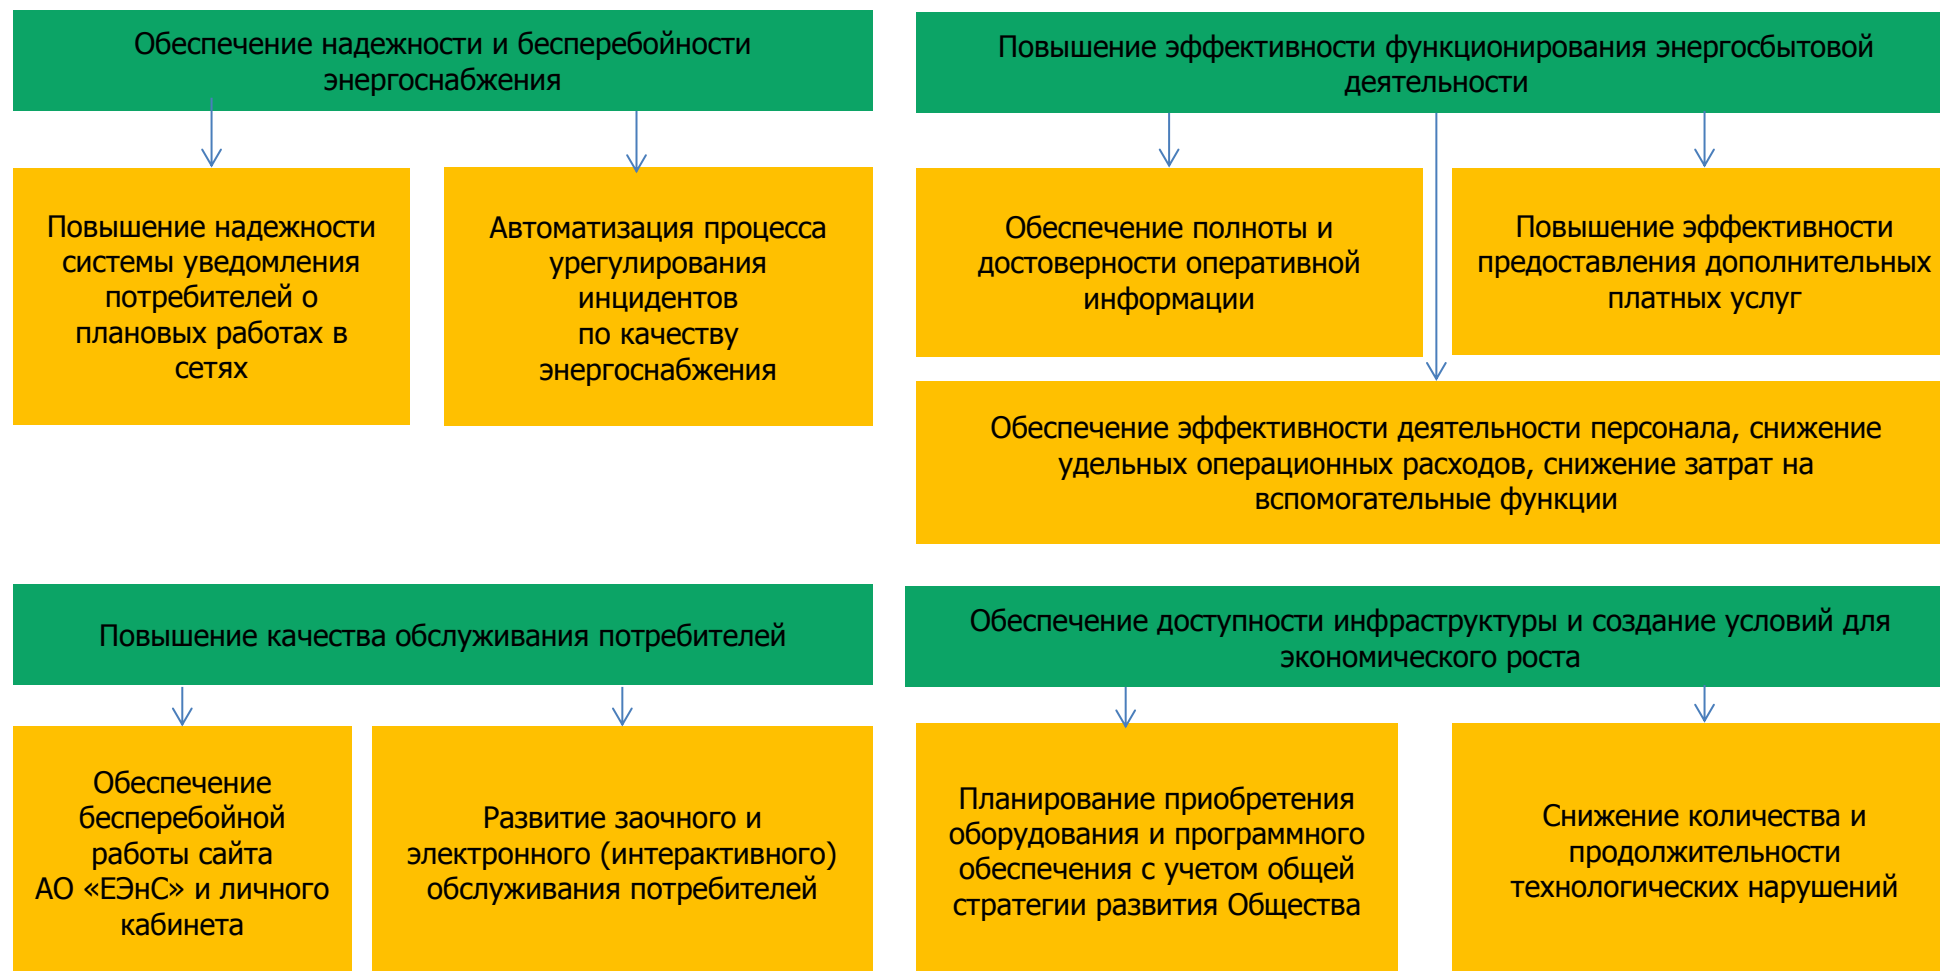 Обеспечение надежности и бесперебойности
энергоснабжения
Повышение надежности
системы уведомления
потребителей о
плановых работах в
сетях
Автоматизация процесса
урегулирования
инцидентов
по качеству
энергоснабжения
Повышение эффективности функционирования энергосбытовой
деятельности
Обеспечение полноты и
достоверности оперативной
информации
Повышение эффективности
предоставления дополнительных
платных услуг
Обеспечение эффективности деятельности персонала, снижение
удельных операционных расходов, снижение затрат на
вспомогательные функции
Повышение качества обслуживания потребителей
Обеспечение
бесперебойной
работы сайта
АО «ЕЭнС» и личного
кабинета
Развитие заочного и
электронного (интерактивного)
обслуживания потребителей
Обеспечение доступности инфраструктуры и создание условий для
экономического роста
Планирование приобретения
оборудования и программного
обеспечения с учетом общей
стратегии развития Общества
Снижение количества и
продолжительности
технологических нарушений